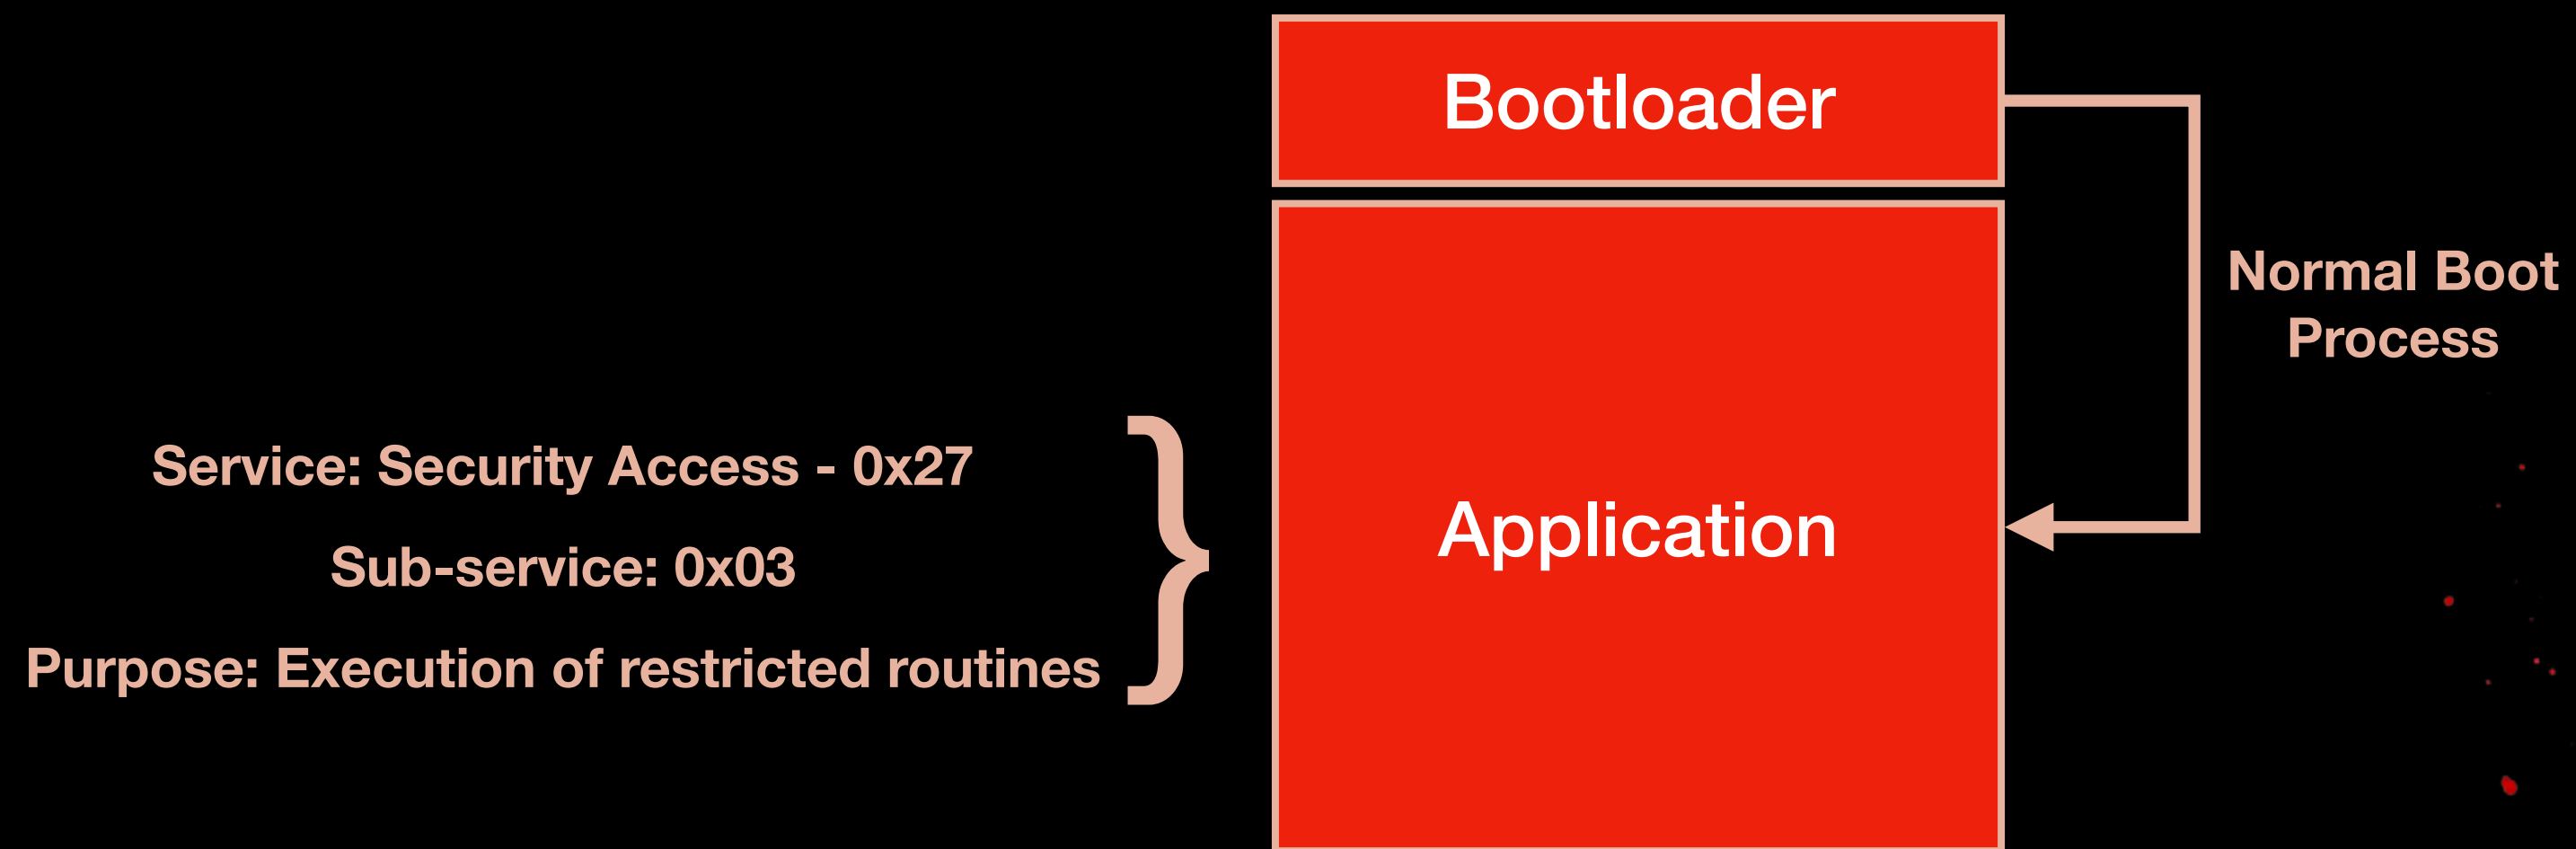 Bootloader
Normal Boot
Process
Service: Security Access - 0x27
Sub-service: 0x03
Purpose: Execution of restricted routines
Application